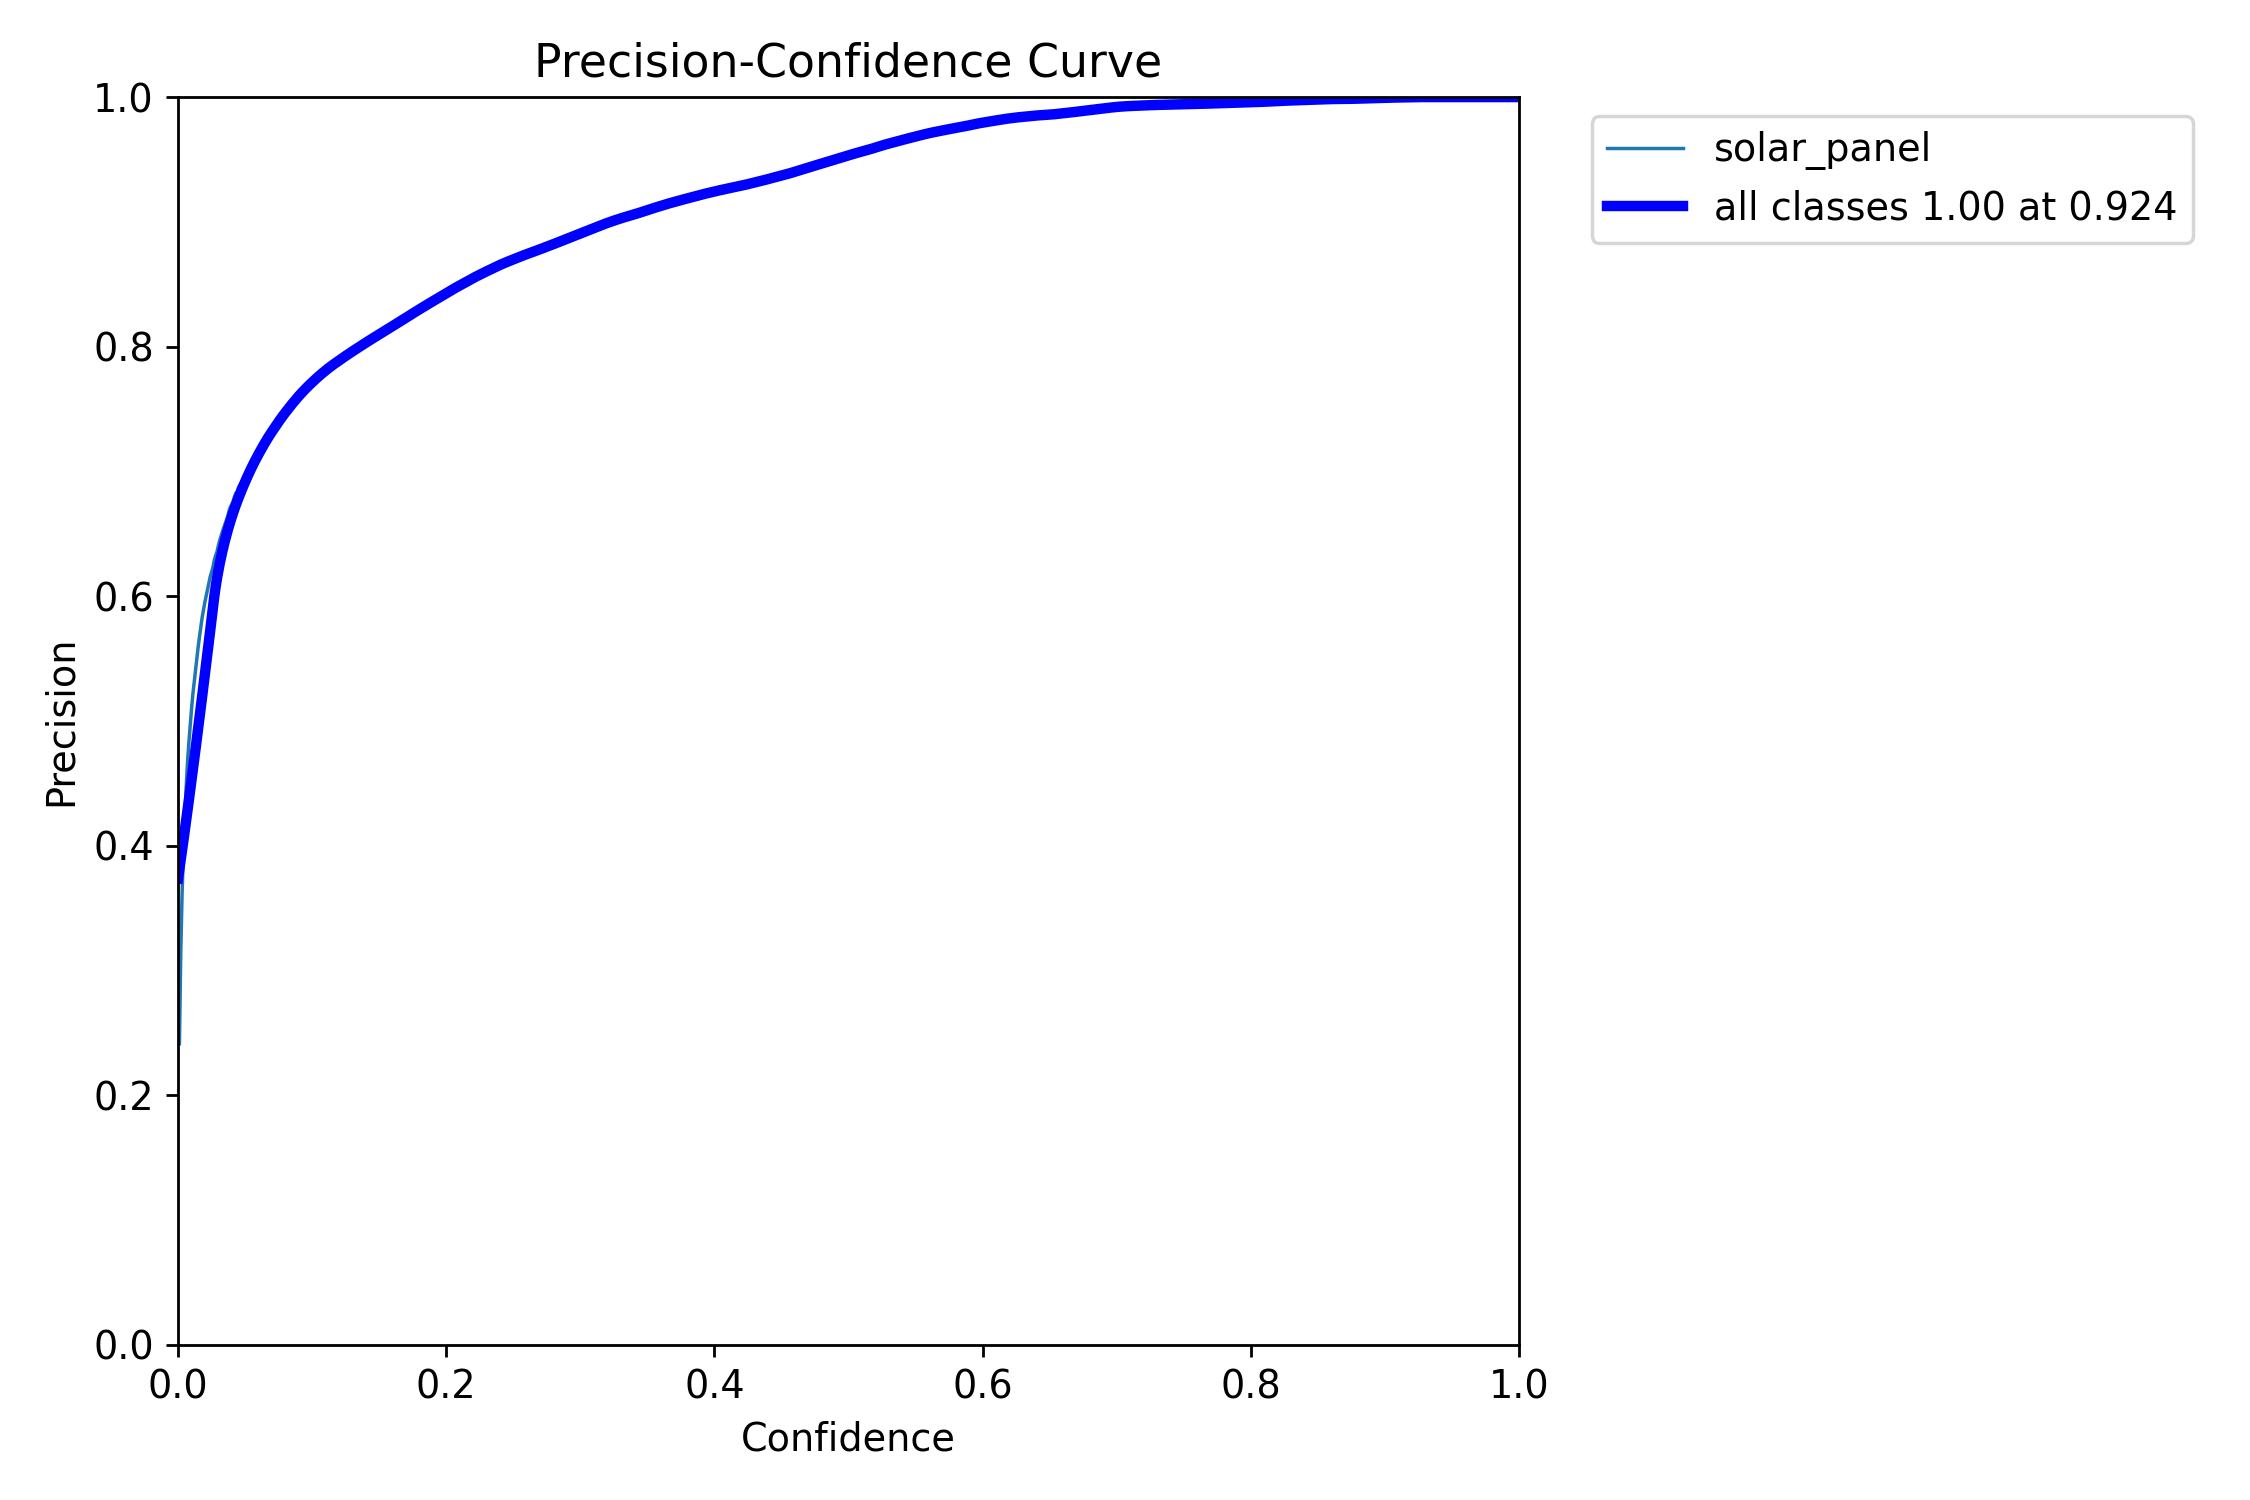 Precision-Confidence Curve
1.0
0.8
0.6
0.4
0.2
0.0
Precision
0.0 0.2 0.4 0.6 0.8 1.0
Confidence
solar_panel
all classes 1.00 at 0.924